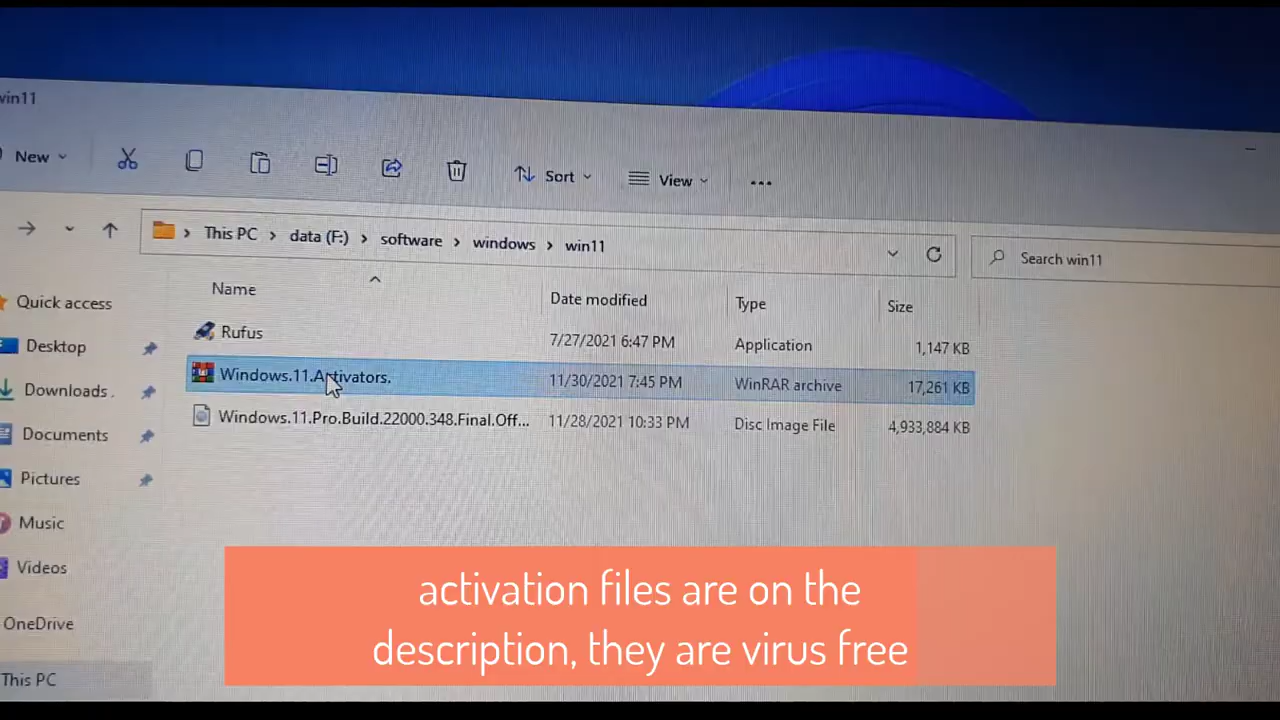 win11
New
Sort
View
This PC > data (F:) > software > windows > win11
Search win11
Name
Date modified
Type
Size
Quick access
Rufus
7/27/2021 6:47 PM
Application
1,147 KB
Desktop
Windows.11.Activators.
11/30/2021 7:45 PM
WinRAR archive
17,261 KB
Downloads
Windows.11.Pro.Build.22000.348.Final.Off...
11/28/2021 10:33 PM
Disc Image File
4,933,884 KB
Documents
Pictures
Music
Videos
OneDrive
This PC
activation files are on the
description, they are virus free